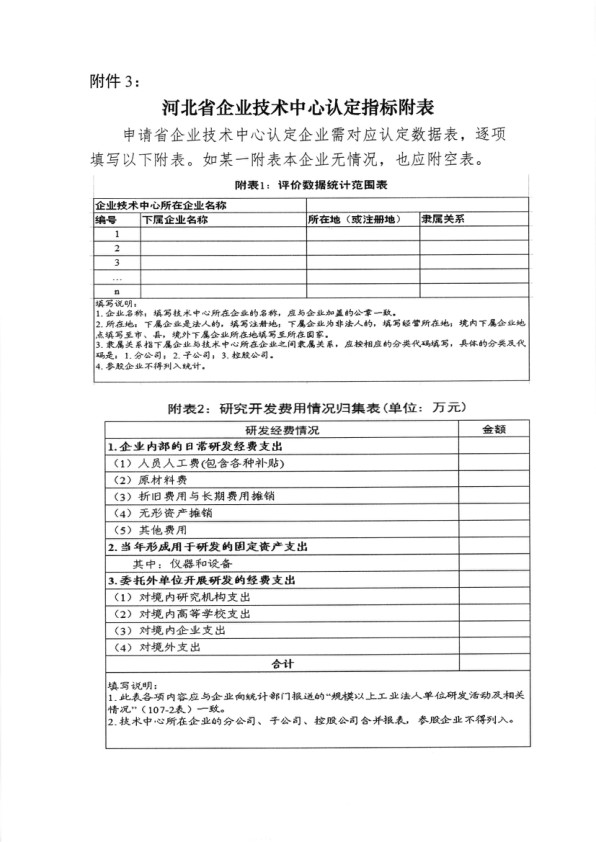 附件 3：
河北省企业技术中心认定指标附表
申请省企业技术中心认定企业需对应认定数据表，逐项
填写以下附表。如某一附表本企业无情况，也应附空表。
附表1：评价数据统计范围表
企业技术中心所在企业名称
编号 下属企业名称 所在地（或注册地） 隶属关系
1
2
3
…
n
填写说明：
1.企业名称：填写技术中心所在企业的名称，应与企业加盖的公章一致。
2.所在地：下属企业是法人的，填写注册地；下属企业为非法人的，填写经营所在地；境内下属企业地
点填写至市、县，境外下属企业所在地填写至所在国家。
3.隶属关系指下属企业与技术中心所在企业之间隶属关系，应按相应的分类代码填写，具体的分类及代
码是：1.分公司；2.子公司；3.控股公司。
4.参股企业不得列入统计。
附表2：研究开发费用情况归集表(单位：万元)
研发经费情况 金额
1.企业内部的日常研发经费支出
（1）人员人工费(包含各种补贴)
（2）原材料费
（3）折旧费用与长期费用摊销
（4）无形资产摊销
（5）其他费用
2.当年形成用于研发的固定资产支出
其中：仪器和设备
3.委托外单位开展研发的经费支出
（1）对境内研究机构支出
（2）对境内高等学校支出
（3）对境内企业支出
（4）对境外支出
合计
填写说明：
1.此表各项内容应与企业向统计部门报送的“规模以上工业法人单位研发活动及相关
情况”（107-2表）一致。
2.技术中心所在企业的分公司、子公司、控股公司合并报表，参股企业不得列入。